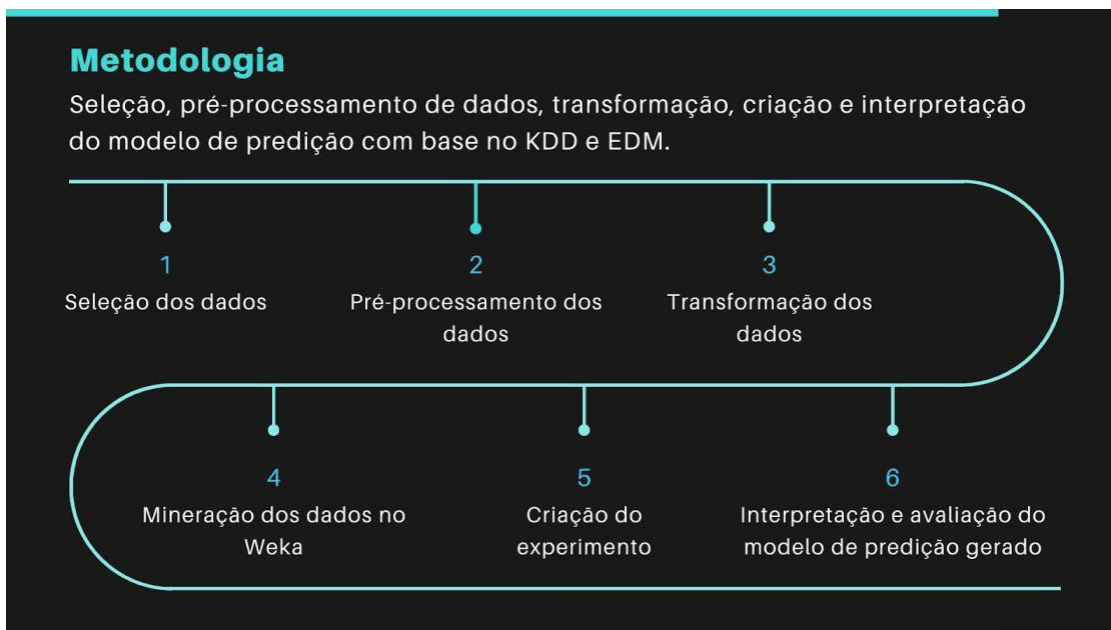 Metodologia
Seleção, pré-processamento de dados, transformação, criação e interpretação
do modelo de predição com base no KDD e EDM.
1
Seleção dos dados
2
Pré-processamento dos
dados
3
Transformação dos
dados
4
Mineração dos dados no
Weka
5
Criação do
experimento
6
Interpretação e avaliação do
modelo de predição gerado